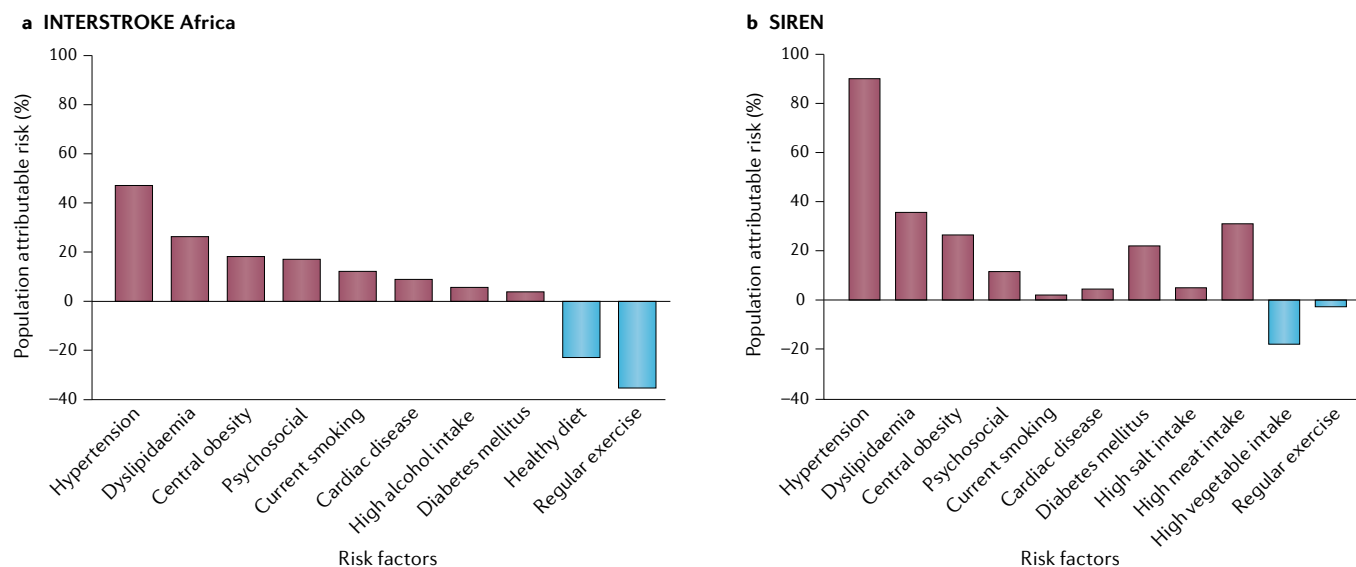 a INTERSTROKE Africa
Population attributable risk (%)
100
80
60
40
20
0
−20
−40
Hypertension
Dyslipidaemia
Central obesity
Psychosocial
Current smoking
Cardiac disease
High alcohol intake
Diabetes mellitus
Healthy diet
Regular exercise
Risk factors
b SIREN
Population attributable risk (%)
100
80
60
40
20
0
−20
−40
Hypertension
Dyslipidaemia
Central obesity
Psychosocial
Current smoking
Cardiac disease
Diabetes mellitus
High salt intake
High meat intake
High vegetable intake
Regular exercise
Risk factors